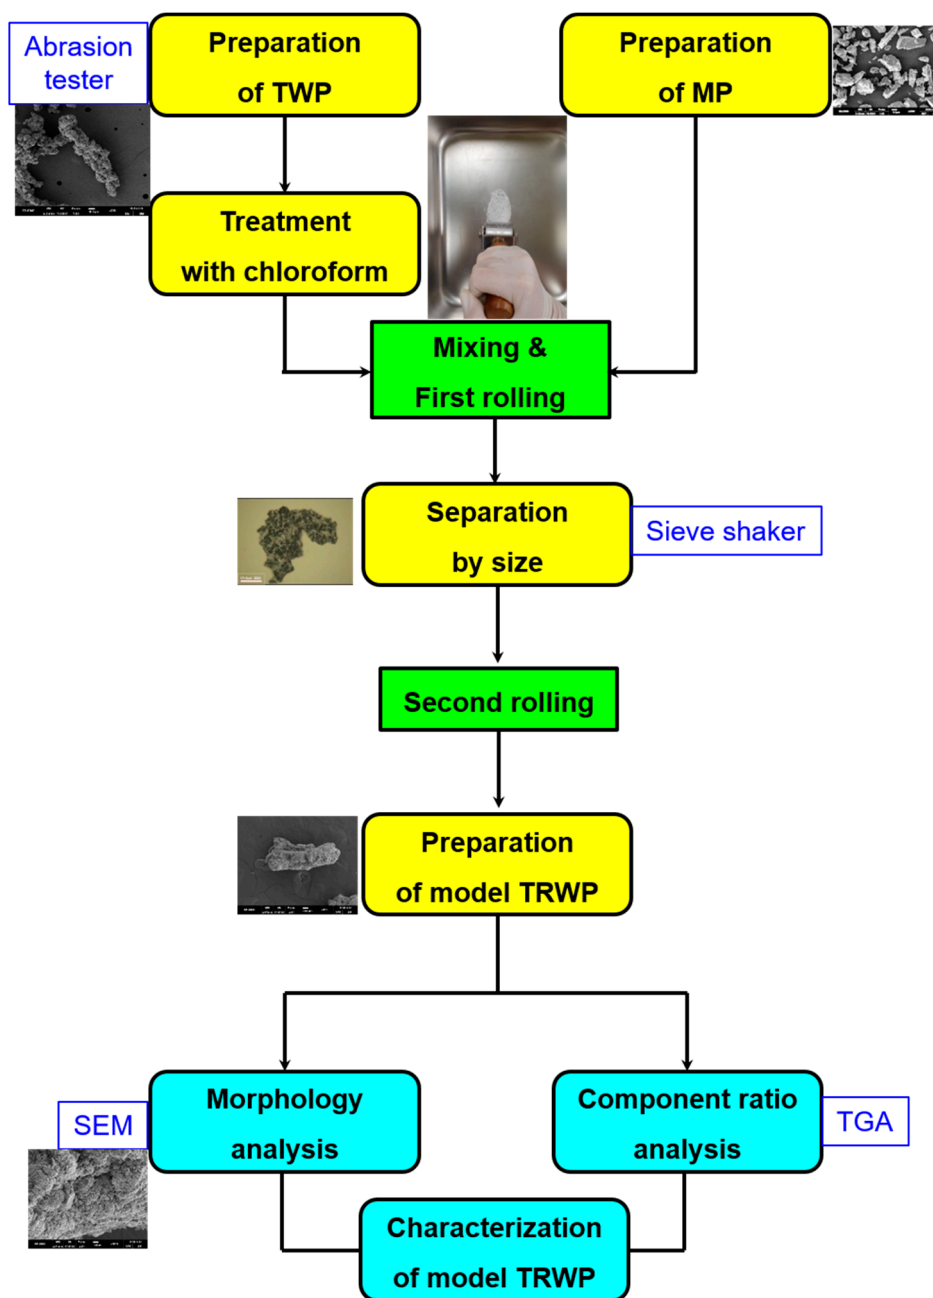 Abrasion
tester
Preparation
of TWP
Preparation
of MP
Treatment
with chloroform
Mixing &
First rolling
Separation
by size
Sieve shaker
Second rolling
Preparation
of model TRWP
SEM
Morphology
analysis
Component ratio
analysis
TGA
Characterization
of model TRWP